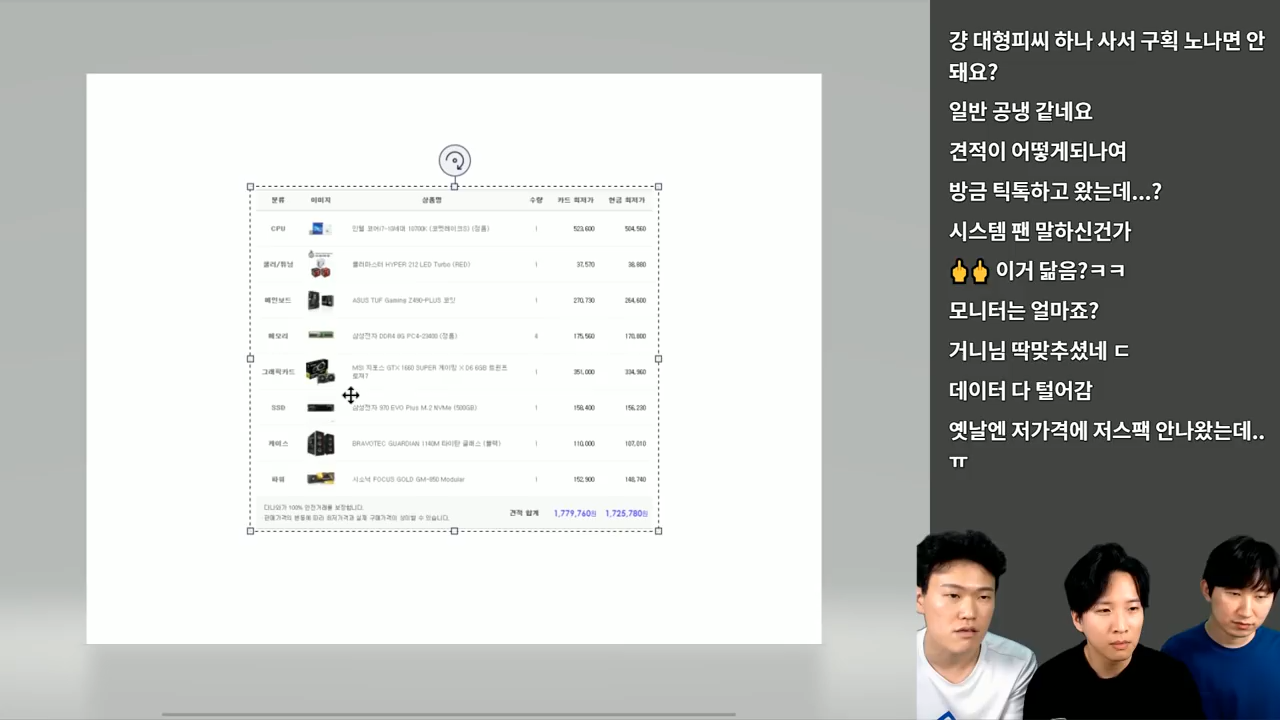 분류 이미지 상품명 수량 카드 최저가 현금 최저가
CPU 인텔 코어i7-10세대 10700K (코멧레이크S) (정품) 1 523,600 504,560
쿨러/튜닝 쿨러마스터 HYPER 212 LED Turbo (RED) 1 37,570 38,880
메인보드 ASUS TUF Gaming Z490-PLUS 코잇 1 270,730 264,600
메모리 삼성전자 DDR4 8G PC4- (정품) 4 175,560 170,800
그래픽카드 MSI 지포스 GTX 1660 SUPER 게이밍 X D6 6GB 트윈프
로져7 1 351,000 334,960
SSD 삼성전자 970 EVO Plus M.2 NVMe (500GB) 1 158,400 156,230
케이스 BRAVOTEC GUARDIAN 1140M 타이탄 글래스 (블랙) 1 110,000 107,010
파워 시소닉 FOCUS GOLD GM-850 Modular 1 152,900 148,740
다나와가 100% 안전거래를 보장합니다.
판매가격의 변동에 따라 최저가격과 실제 구매가격이 상이할 수 있습니다.
견적 합계 1,779,760원 1,725,780원
걍 대형피씨 하나 사서 구획 노나면 안
돼요?
일반 공냉 같네요
견적이 어떻게되나여
방금 틱톡하고 왔는데...?
시스템 팬 말하신건가
🖕🖕 이거 닮음?ㅋㅋ
모니터는 얼마죠?
거니님 딱맞추셨네 ㄷ
데이터 다 털어감
옛날엔 저가격에 저스팩 안나왔는데..
ㅠ